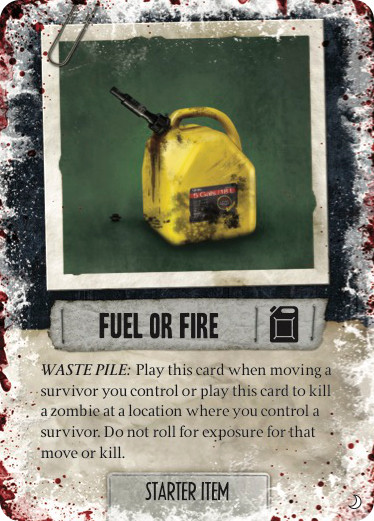 FUEL OR FIRE
WASTE PILE: Play this card when moving a
survivor you control or play this card to kill
a zombie at a location where you control a
survivor. Do not roll for exposure for that
move or kill.
STARTER ITEM